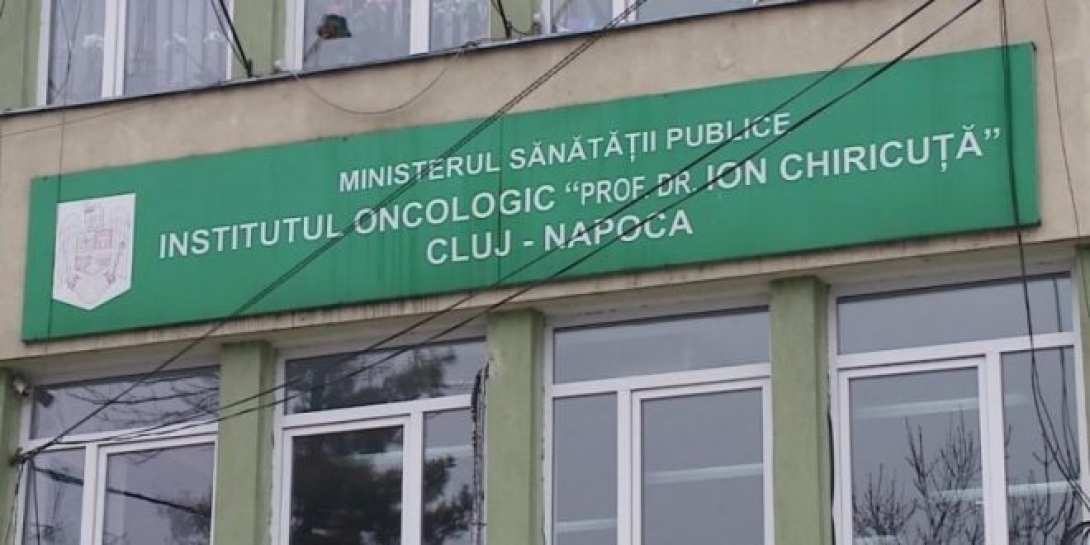 MINISTERUL SĂNĂTĂȚII PUBLICE
INSTITUTUL ONCOLOGIC “PROF. DR. ION CHIRICUȚĂ”
CLUJ - NAPOCA